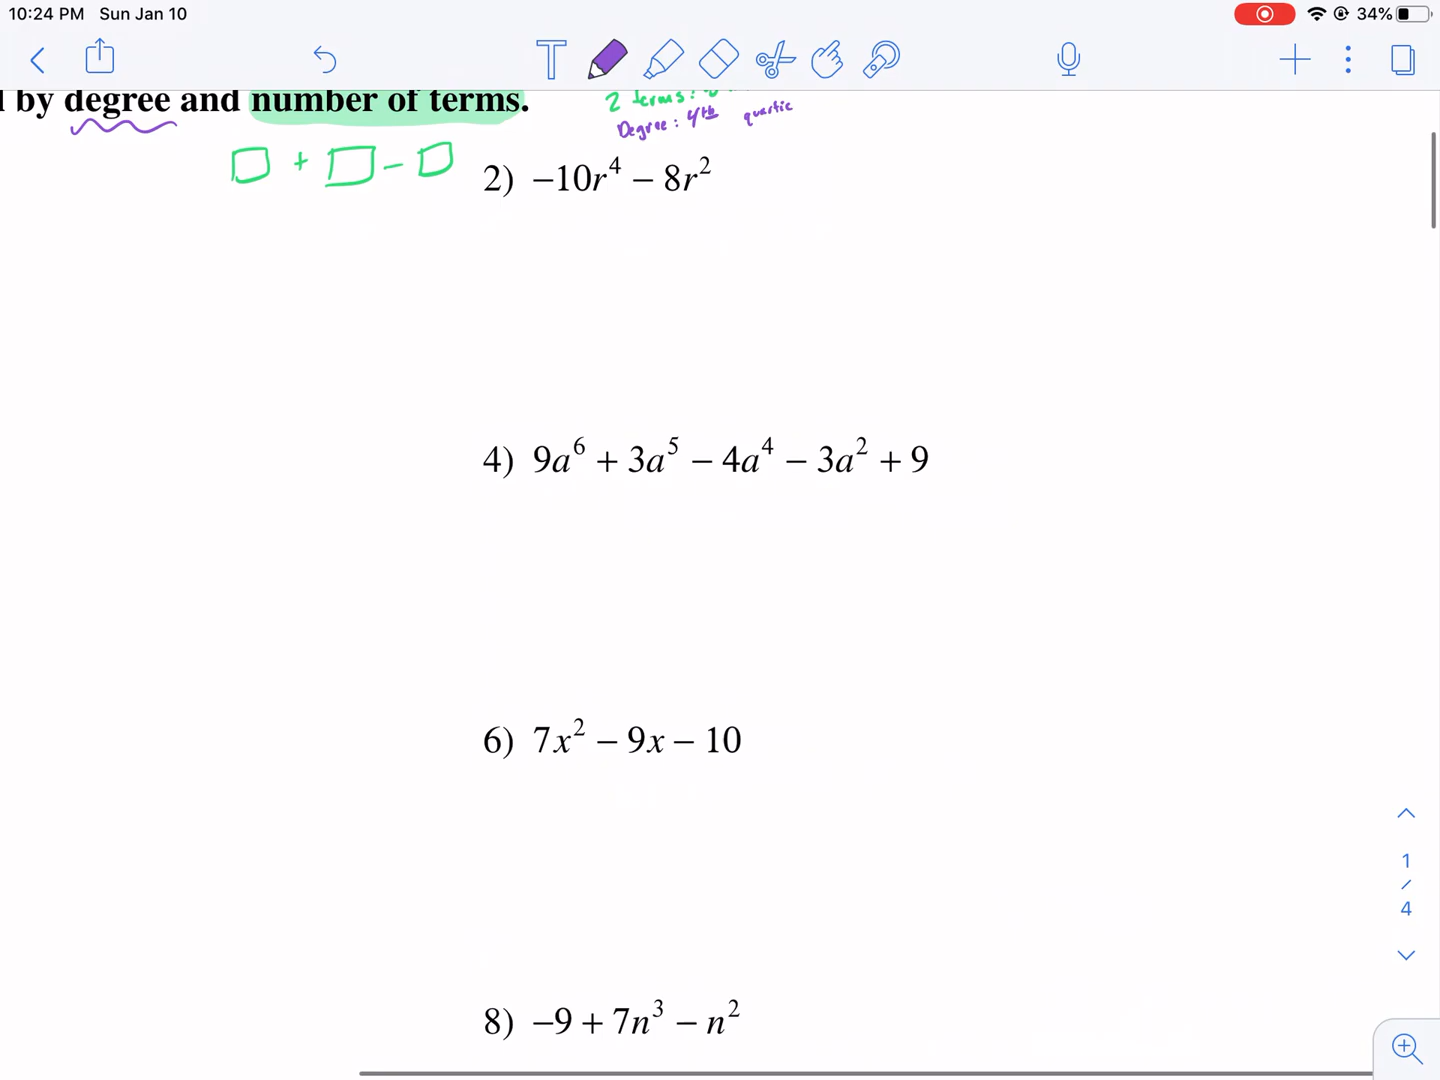 10:24 PM Sun Jan 10 34%
T
by degree and number of terms.
2 terms:
Degree: 4th quartic
□ + □ − □
2) −10r⁴ − 8r²
4) 9a⁶ + 3a⁵ − 4a⁴ − 3a² + 9
6) 7x² − 9x − 10
1
/
4
8) −9 + 7n³ − n²